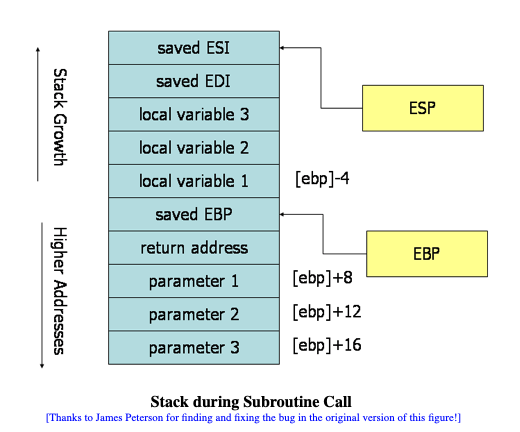 saved ESI
saved EDI
local variable 3
local variable 2
local variable 1
saved EBP
return address
parameter 1
parameter 2
parameter 3
[ebp]-4
[ebp]+8
[ebp]+12
[ebp]+16
ESP
EBP
Stack Growth
Higher Addresses
Stack during Subroutine Call
[Thanks to James Peterson for finding and fixing the bug in the original version of this figure!]